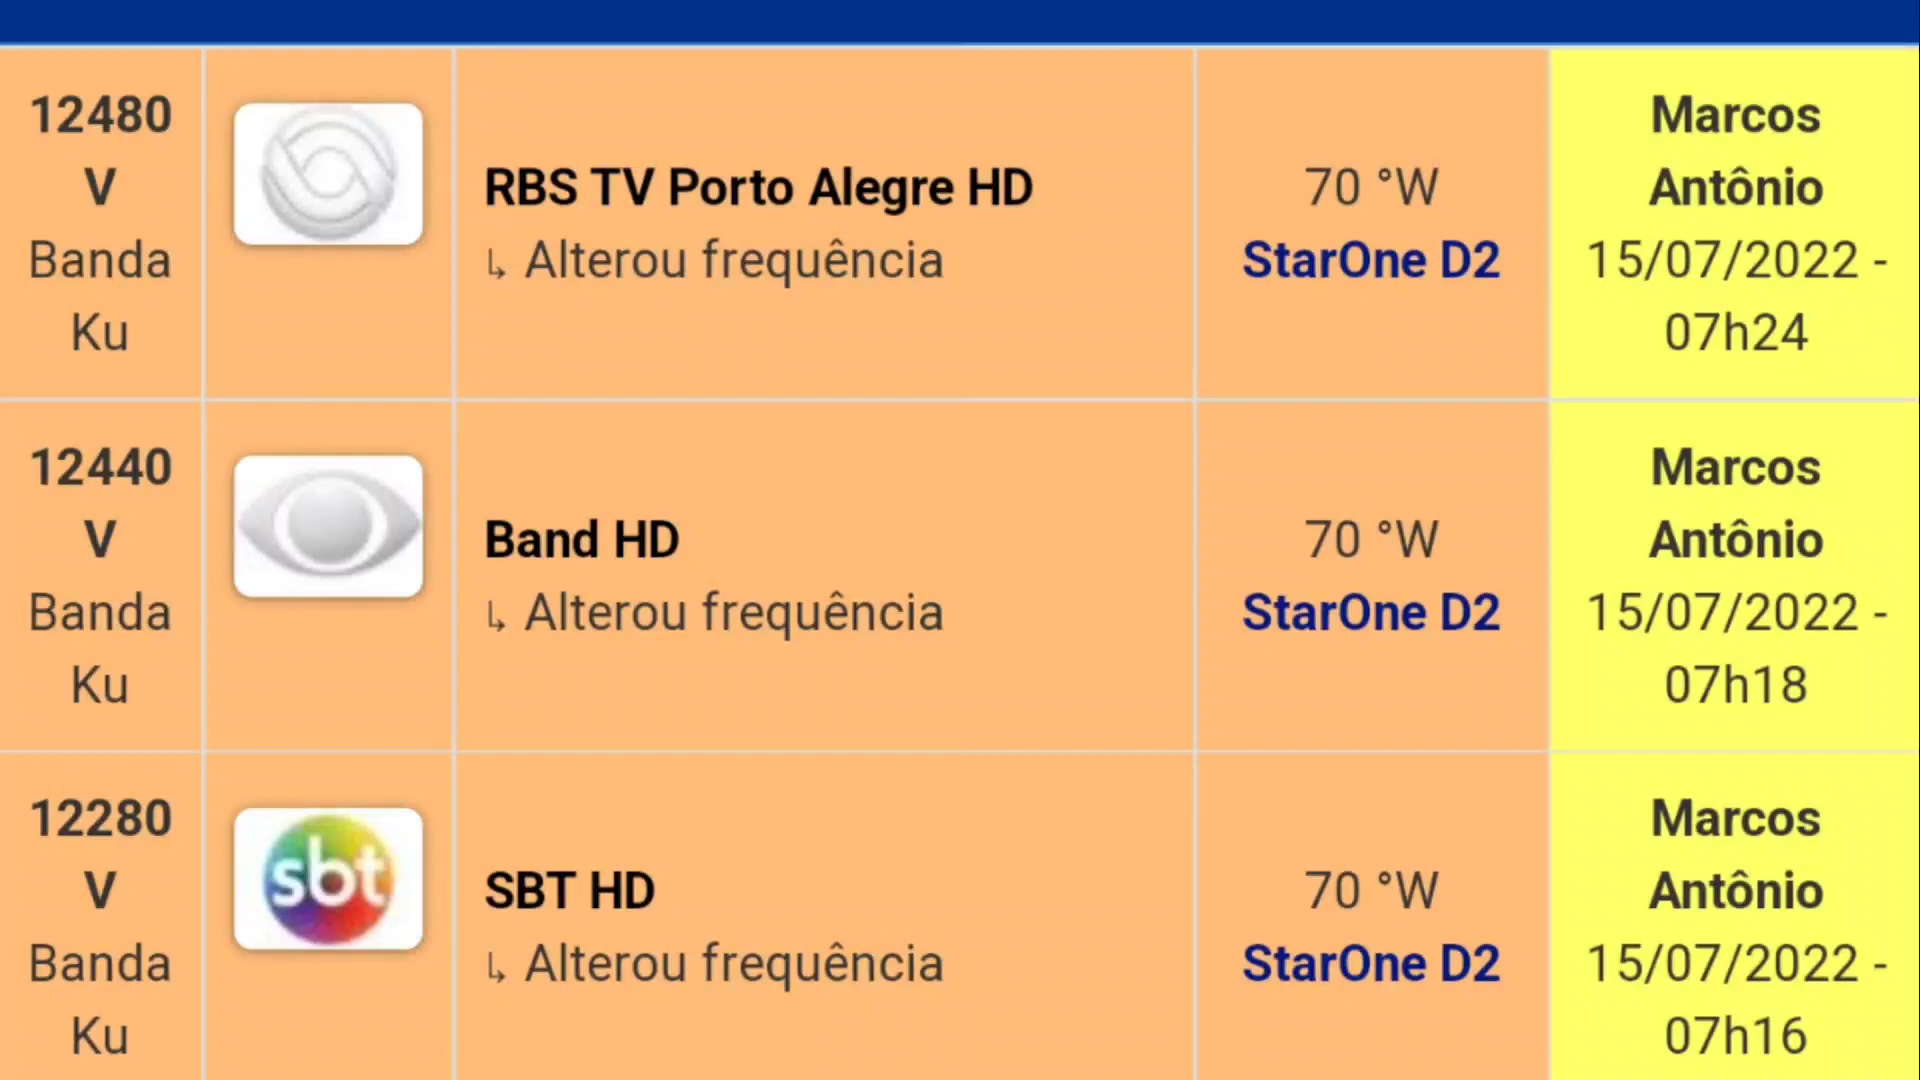 12480
V
Banda
Ku
RBS TV Porto Alegre HD
↳ Alterou frequência
70 °W
StarOne D2
Marcos
Antônio
15/07/2022 -
07h24
12440
V
Banda
Ku
Band HD
↳ Alterou frequência
70 °W
StarOne D2
Marcos
Antônio
15/07/2022 -
07h18
12280
V
Banda
Ku
sbt
SBT HD
↳ Alterou frequência
70 °W
StarOne D2
Marcos
Antônio
15/07/2022 -
07h16